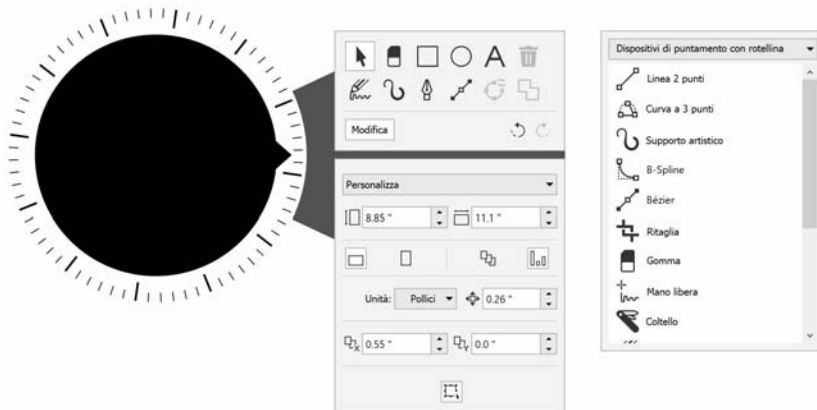 Modifica
Personalizza
8.85 "
11.1 "
Unità:
Pollici
0.26 "
0.55 "
0.0 "
Dispositivi di puntamento con rotellina
Linea 2 punti
Curva a 3 punti
Supporto artistico
B-Spline
Bézier
Ritaglia
Gomma
Mano libera
Coltello